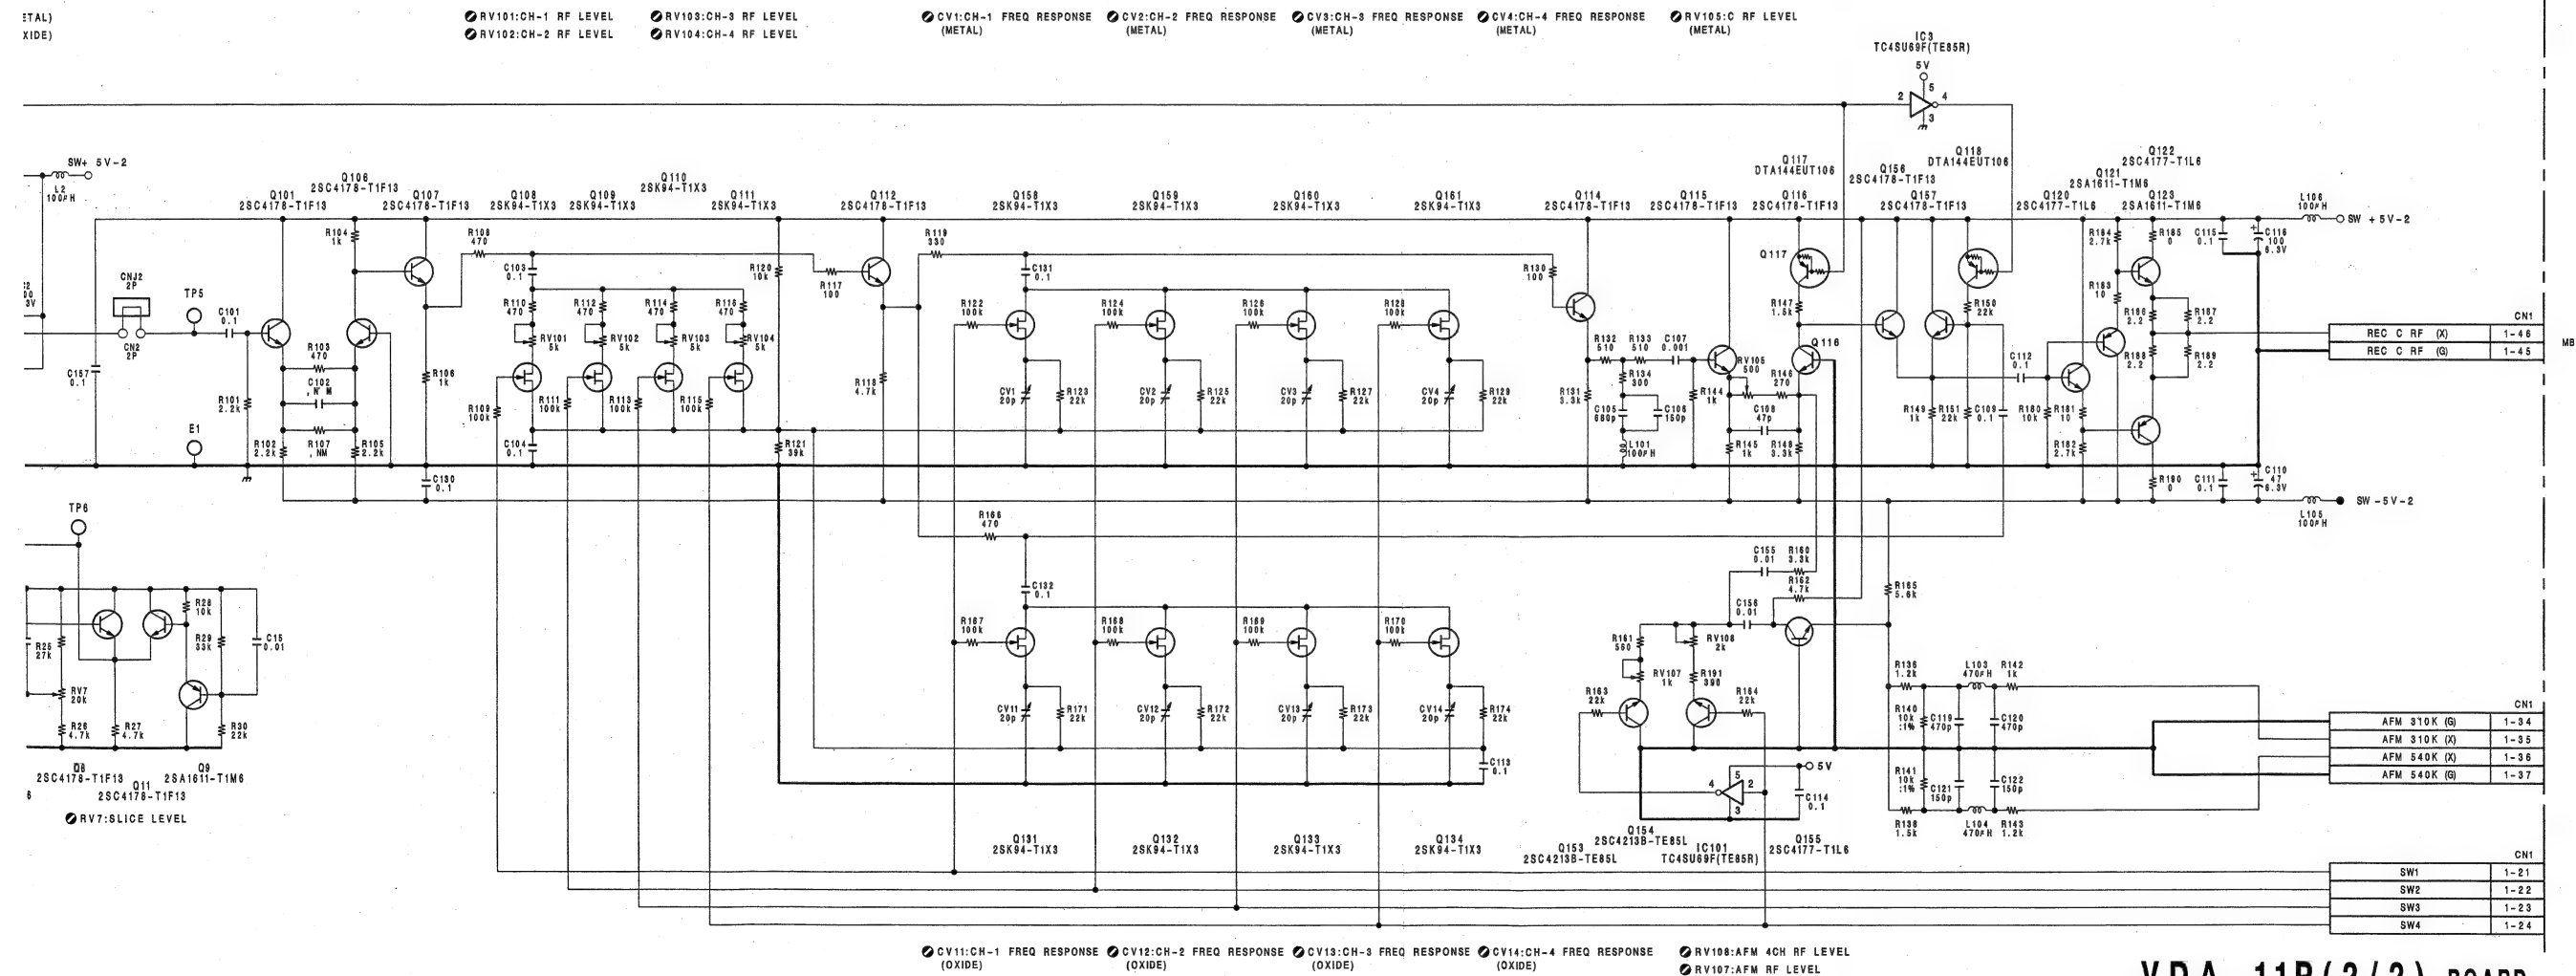 ETAL)
XIDE)
RV101:CH-1 RF LEVEL
RV102:CH-2 RF LEVEL
RV103:CH-3 RF LEVEL
RV104:CH-4 RF LEVEL
CV1:CH-1 FREQ RESPONSE
(METAL)
CV2:CH-2 FREQ RESPONSE
(METAL)
CV3:CH-3 FREQ RESPONSE
(METAL)
CV4:CH-4 FREQ RESPONSE
(METAL)
RV105:C RF LEVEL
(METAL)
IC3
TC4SU69F(TE85R)
5V
5
2
4
3
SW+ 5V-2
L2
100μH
Q101
2SC4178-T1F13
Q106
2SC4178-T1F13
Q107
2SC4178-T1F13
Q108
2SK94-T1X3
Q109
2SK94-T1X3
Q110
2SK94-T1X3
Q111
2SK94-T1X3
Q112
2SC4178-T1F13
Q158
2SK94-T1X3
Q159
2SK94-T1X3
Q160
2SK94-T1X3
Q161
2SK94-T1X3
Q114
2SC4178-T1F13
Q115
2SC4178-T1F13
Q117
DTA144EUT106
Q116
2SC4178-T1F13
Q156
2SC4178-T1F13
Q118
DTA144EUT106
Q157
2SC4178-T1F13
Q120
2SC4177-T1L6
Q121
2SA1611-T1M6
Q122
2SC4177-T1L6
Q123
2SA1611-T1M6
L106
100μH
SW +5V-2
R104
1k
R108
470
C103
0.1
R110
470
R112
470
R114
470
R116
470
RV101
5k
RV102
5k
RV103
5k
RV104
5k
R120
10k
R117
100
R119
330
C131
0.1
R122
100k
R124
100k
R126
100k
R128
100k
R130
100
Q117
R147
1.5k
R150
22k
R184
2.7k
R185
0
C115
0.1
C116
100
6.3V
R183
10
R186
2.2
R187
2.2
R188
2.2
R189
2.2
CNJ2
2P
CN2
2P
TP5
C101
0.1
C157
0.1
R103
470
C102
, N' M
R101
2.2k
R102
2.2k
R107
, NM
R105
2.2k
R106
1k
E1
C130
0.1
R109
100k
R111
100k
R113
100k
R115
100k
C104
0.1
R121
39k
R118
4.7k
CV1
20p
R123
22k
CV2
20p
R125
22k
CV3
20p
R127
22k
CV4
20p
R129
22k
R132
510
R133
510
C107
0.001
R134
300
R131
3.3k
C105
680p
C106
150p
L101
100μH
RV105
500
Q116
R146
270
R144
1k
C108
47p
R145
1k
R148
3.3k
R149
1k
R151
22k
C109
0.1
C112
0.1
R180
10k
R181
10
R182
2.7k
R190
0
C111
0.1
C110
47
6.3V
CN1
REC C RF (X) 1-46
REC C RF (G) 1-45
MB
SW -5V-2
L105
100μH
TP6
R166
470
C132
0.1
R167
100k
R168
100k
R169
100k
R170
100k
CV11
20p
R171
22k
CV12
20p
R172
22k
CV13
20p
R173
22k
CV14
20p
R174
22k
C113
0.1
C155
0.01
R160
3.3k
R162
4.7k
C156
0.01
R165
5.6k
R161
560
RV108
2k
RV107
1k
R191
390
R163
22k
R164
22k
R136
1.2k
L103
470μH
R142
1k
R140
10k
:1%
C119
470p
C120
470p
R141
10k
:1%
C121
150p
C122
150p
R138
1.5k
L104
470μH
R143
1.2k
5V
C114
0.1
5
4
2
3
CN1
AFM 310K (G) 1-34
AFM 310K (X) 1-35
AFM 540K (X) 1-36
AFM 540K (G) 1-37
R28
10k
R29
33k
C15
0.01
R25
27k
RV7
20k
R26
4.7k
R27
4.7k
R30
22k
Q8
2SC4178-T1F13
Q11
2SC4178-T1F13
Q9
2SA1611-T1M6
6
RV7:SLICE LEVEL
Q131
2SK94-T1X3
Q132
2SK94-T1X3
Q133
2SK94-T1X3
Q134
2SK94-T1X3
Q153
2SC4213B-TE85L
Q154
2SC4213B-TE85L
IC101
TC4SU69F(TE85R)
Q155
2SC4177-T1L6
CN1
SW1 1-21
SW2 1-22
SW3 1-23
SW4 1-24
CV11:CH-1 FREQ RESPONSE
(OXIDE)
CV12:CH-2 FREQ RESPONSE
(OXIDE)
CV13:CH-3 FREQ RESPONSE
(OXIDE)
CV14:CH-4 FREQ RESPONSE
(OXIDE)
RV108:AFM 4CH RF LEVEL
RV107:AFM RF LEVEL